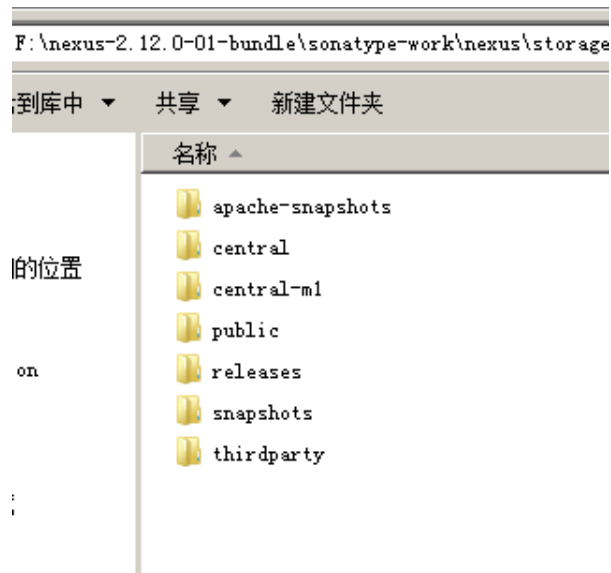 F:\nexus-2.12.0-01-bundle\sonatype-work\nexus\storage
到库中 共享 新建文件夹
名称
apache-snapshots
central
的位置
central-m1
public
on
releases
snapshots
thirdparty